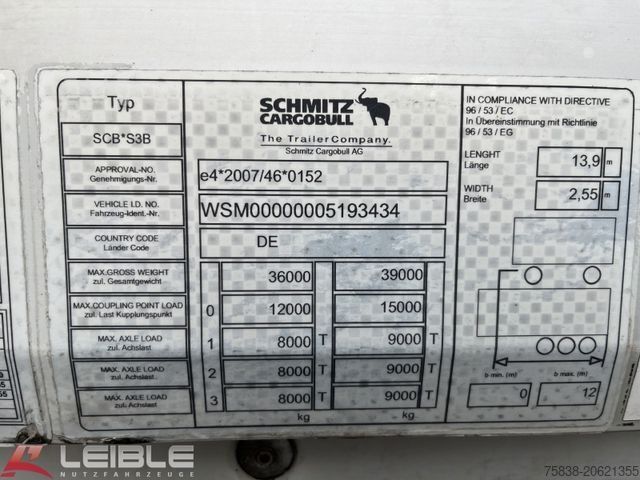 Typ
SCHMITZ
CARGOBULL
The TrailerCompany.
Schmitz Cargobull AG
IN COMPLIANCE WITH DIRECTIVE
96 / 53 / EC
In Übereinstimmung mit Richtlinie
96 / 53 / EG
SCB*S3B
LENGHT
Länge
13,9 m
WIDTH
Breite
2,55 m
APPROVAL-NO.
Genehmigungs-Nr.
e4*2007/46*0152
VEHICLE I.D. NO.
Fahrzeug-Ident.-Nr.
WSM00000005193434
COUNTRY CODE
Länder Code
DE
MAX.GROSS WEIGHT
zul. Gesamtgewicht
36000 39000
MAX.COUPLING POINT LOAD
zul. Last Kupplungspunkt
0 12000 15000
MAX. AXLE LOAD
zul. Achslast
1 8000 T 9000 T
MAX. AXLE LOAD
zul. Achslast
2 8000 T 9000 T
MAX. AXLE LOAD
zul. Achslast
3 8000 T 9000 T
kg kg
b min. (m) b max. (m)
0 12
LEIBLE
NUTZFAHRZEUGE
75838-20621355